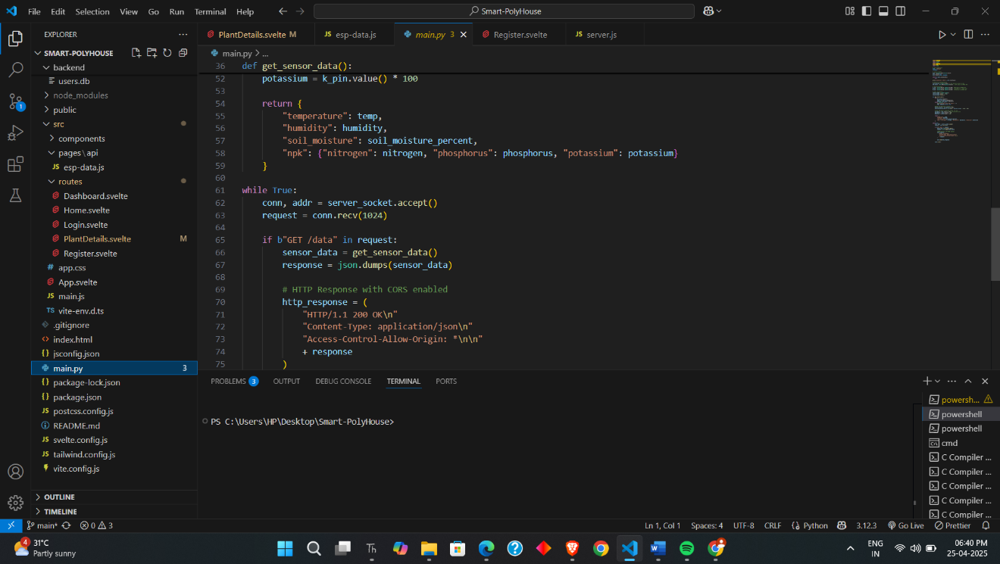 File Edit Selection View Go Run Terminal Help
Smart-PolyHouse
EXPLORER
PlantDetails.svelte M
JS esp-data.js
main.py 3
Register.svelte
JS server.js
SMART-POLYHOUSE
backend
users.db
node_modules
public
src
components
pages\api
JS esp-data.js
routes
Dashboard.svelte
Home.svelte
Login.svelte
PlantDetails.svelte M
Register.svelte
# app.css
App.svelte
JS main.js
TS vite-env.d.ts
.gitignore
<> index.html
{} jsconfig.json
main.py 3
{} package-lock.json
{} package.json
JS postcss.config.js
README.md
JS svelte.config.js
JS tailwind.config.js
vite.config.js
OUTLINE
TIMELINE
main.py > ...
36 def get_sensor_data():
52 potassium = k_pin.value() * 100
53
54 return {
55 "temperature": temp,
56 "humidity": humidity,
57 "soil_moisture": soil_moisture_percent,
58 "npk": {"nitrogen": nitrogen, "phosphorus": phosphorus, "potassium": potassium}
59 }
60
61 while True:
62 conn, addr = server_socket.accept()
63 request = conn.recv(1024)
64
65 if b"GET /data" in request:
66 sensor_data = get_sensor_data()
67 response = json.dumps(sensor_data)
68
69 # HTTP Response with CORS enabled
70 http_response = (
71 "HTTP/1.1 200 OK\n"
72 "Content-Type: application/json\n"
73 "Access-Control-Allow-Origin: *\n\n"
74 + response
75 )
PROBLEMS 3 OUTPUT DEBUG CONSOLE TERMINAL PORTS
PS C:\Users\HP\Desktop\Smart-PolyHouse>
powersh...
powershell
powershell
cmd
C Compiler ...
C Compiler ...
C Compiler ...
C Compiler ...
C Compiler ...
main* 0 3
Ln 1, Col 1 Spaces: 4 UTF-8 CRLF {} Python 3.12.3 Go Live Prettier
1
4
31°C
Partly sunny
Th
ENG
IN
06:40 PM
25-04-2025